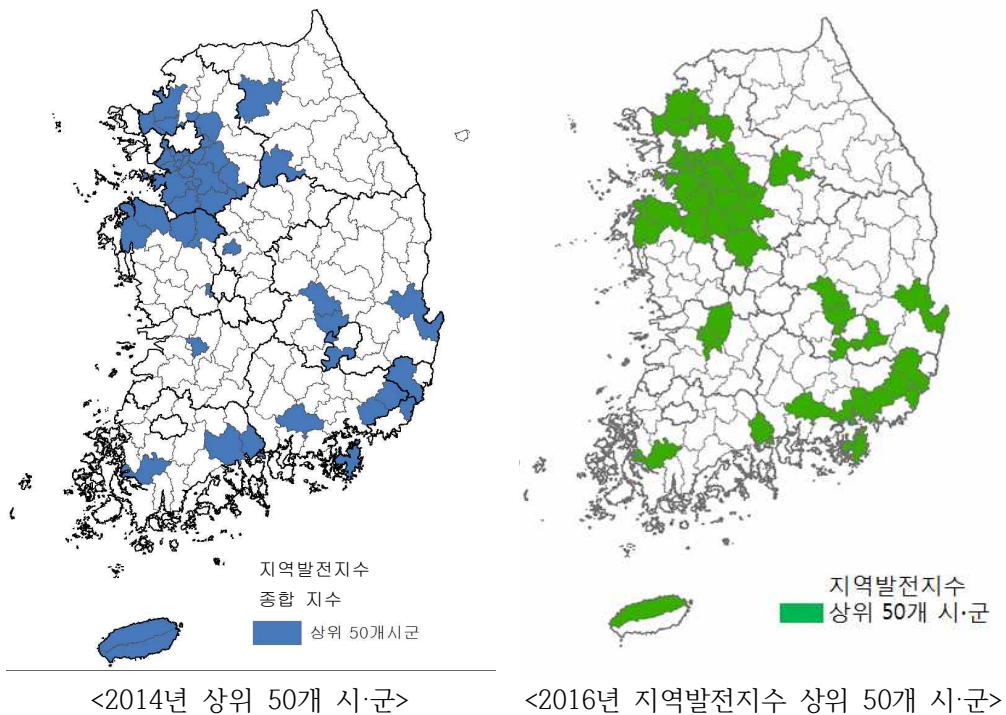 지역발전지수
종합 지수
상위 50개시군
지역발전지수
상위 50개 시·군
<2014년 상위 50개 시·군>
<2016년 지역발전지수 상위 50개 시·군>